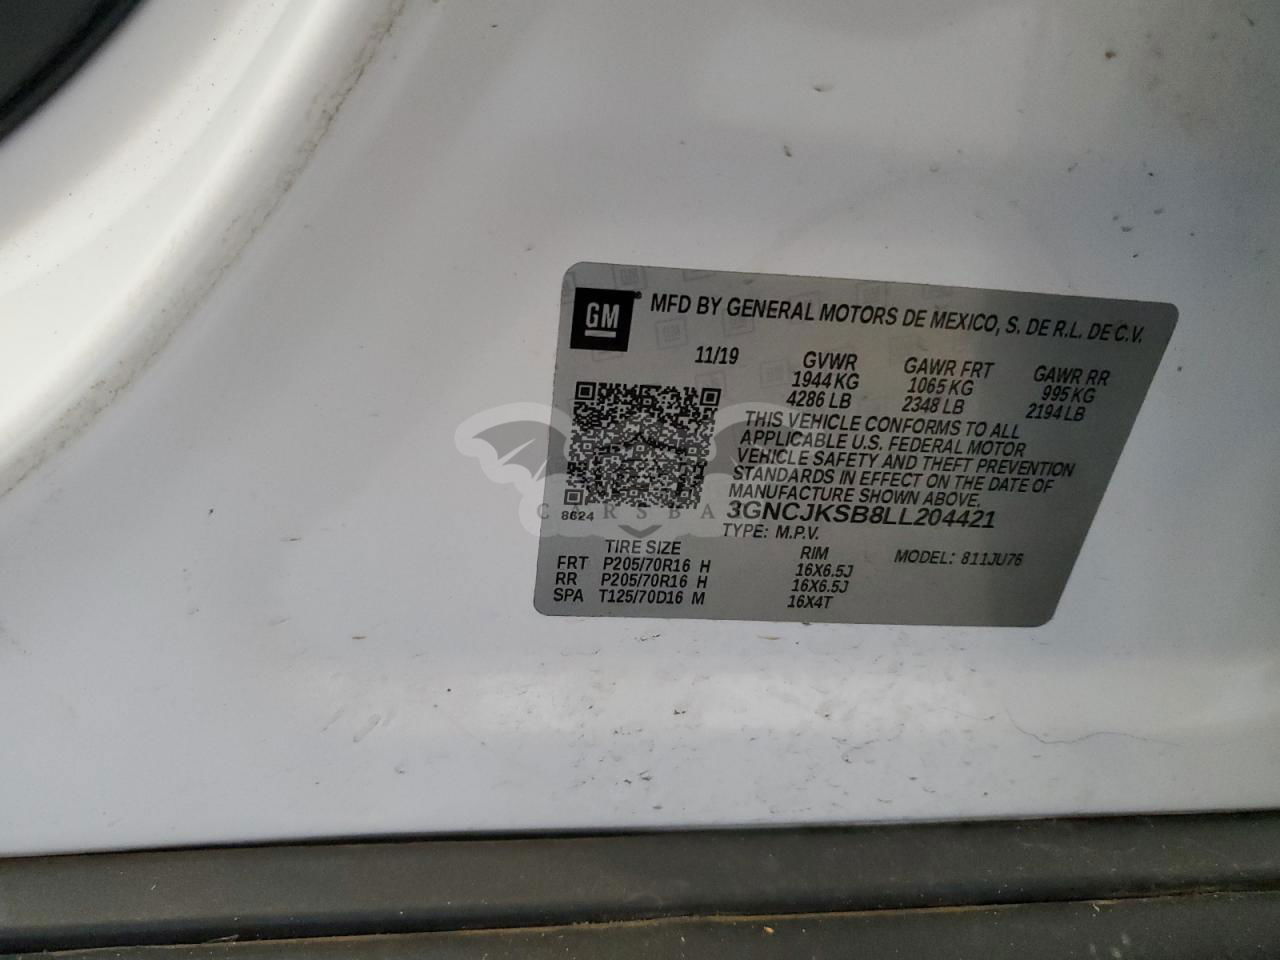 GM® MFD BY GENERAL MOTORS DE MEXICO, S. DE R.L. DE C.V.
11/19 GVWR GAWR FRT GAWR RR
1944 KG 1065 KG 995 KG
4286 LB 2348 LB 2194 LB
THIS VEHICLE CONFORMS TO ALL
APPLICABLE U.S. FEDERAL MOTOR
VEHICLE SAFETY AND THEFT PREVENTION
STANDARDS IN EFFECT ON THE DATE OF
MANUFACTURE SHOWN ABOVE.
8624 3GNCJKSB8LL204421
CARSBA
TYPE: M.P.V.
TIRE SIZE RIM MODEL: 811JU76
FRT P205/70R16 H 16X6.5J
RR P205/70R16 H 16X6.5J
SPA T125/70D16 M 16X4T